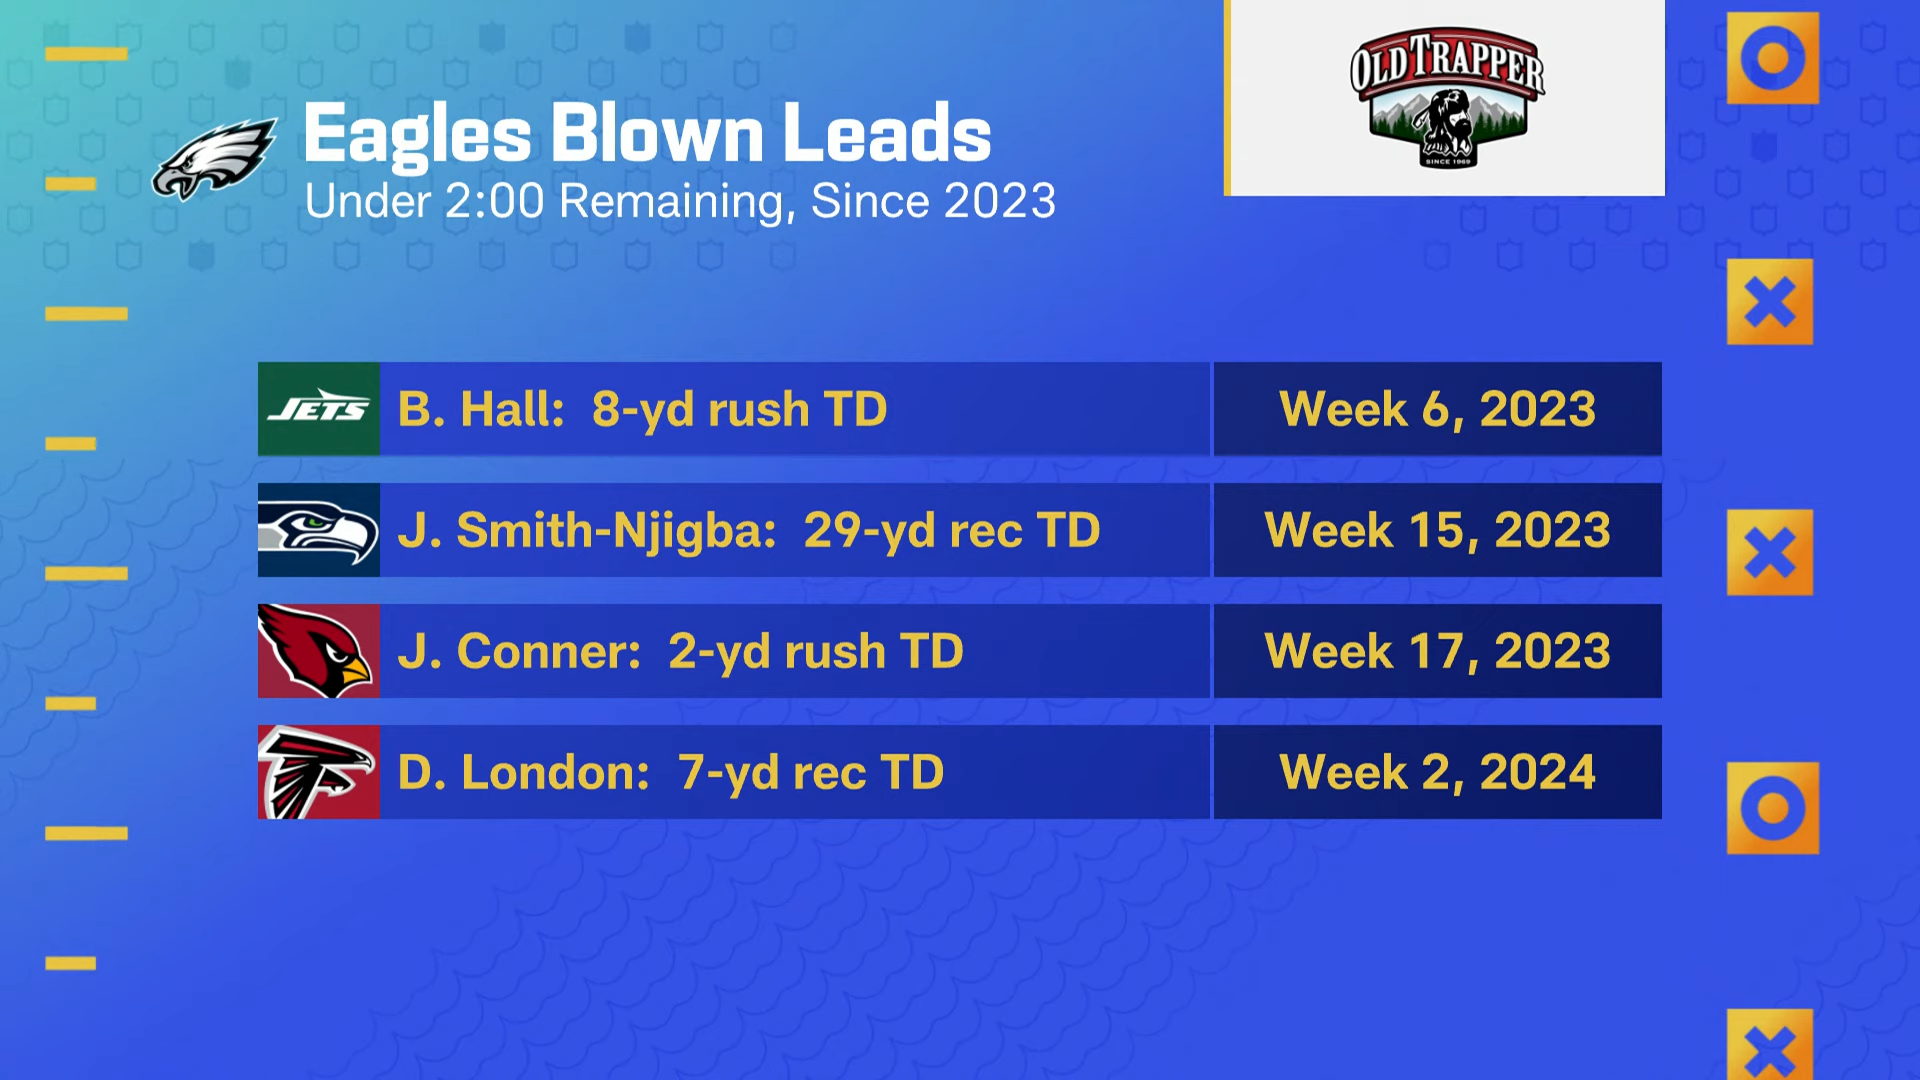 OLD TRAPPER
SINCE 1969
Eagles Blown Leads
Under 2:00 Remaining, Since 2023
JETS B. Hall: 8-yd rush TD Week 6, 2023
J. Smith-Njigba: 29-yd rec TD Week 15, 2023
J. Conner: 2-yd rush TD Week 17, 2023
D. London: 7-yd rec TD Week 2, 2024